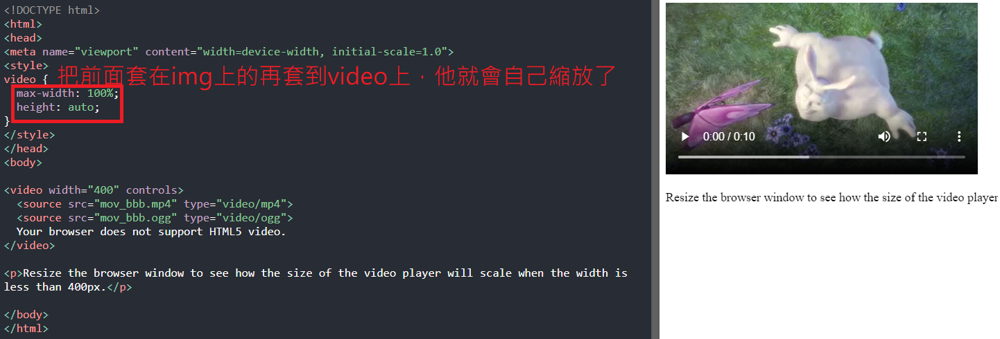 <!DOCTYPE html>
<html>
<head>
<meta name="viewport" content="width=device-width, initial-scale=1.0">
<style>
把前面套在img上的再套到video上，他就會自己縮放了
video {
  max-width: 100%;
  height: auto;
}
</style>
</head>
<body>
<video width="400" controls>
  <source src="mov_bbb.mp4" type="video/mp4">
  <source src="mov_bbb.ogg" type="video/ogg">
  Your browser does not support HTML5 video.
</video>
<p>Resize the browser window to see how the size of the video player will scale when the width is
less than 400px.</p>
</body>
</html>
0:00 / 0:10
Resize the browser window to see how the size of the video player